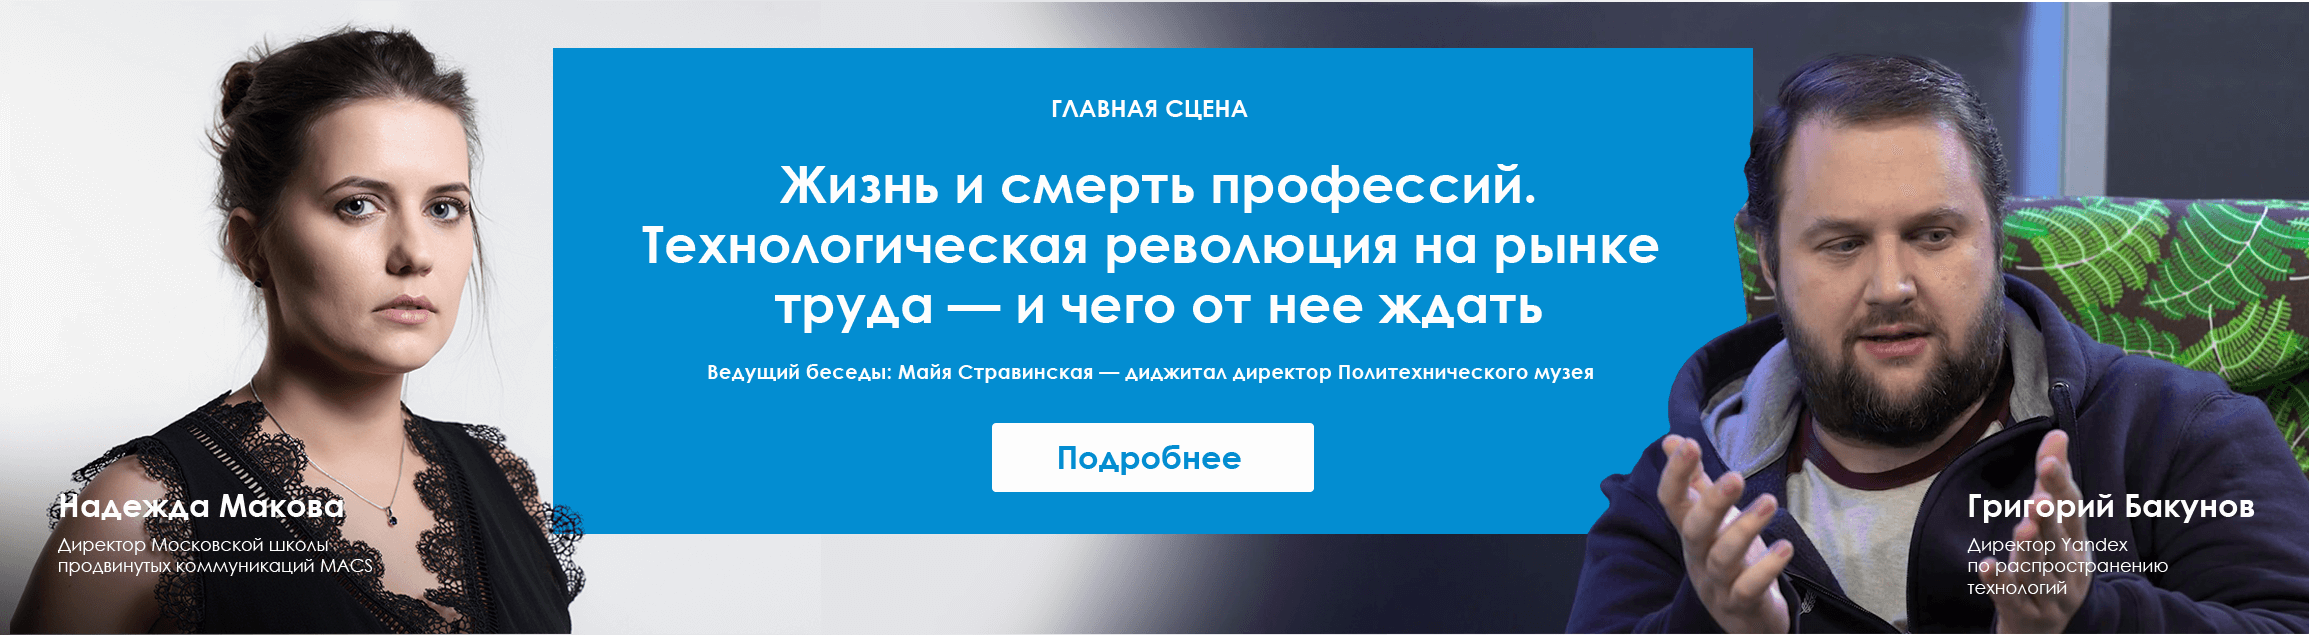 ГЛАВНАЯ СЦЕНА
Жизнь и смерть профессий.
Технологическая революция на рынке
труда — и чего от нее ждать
Ведущий беседы: Майя Стравинская — диджитал директор Политехнического музея
Подробнее
Надежда Макова
Директор Московской школы
продвинутых коммуникаций MACS
Григорий Бакунов
Директор Yandex
по распространению
технологий